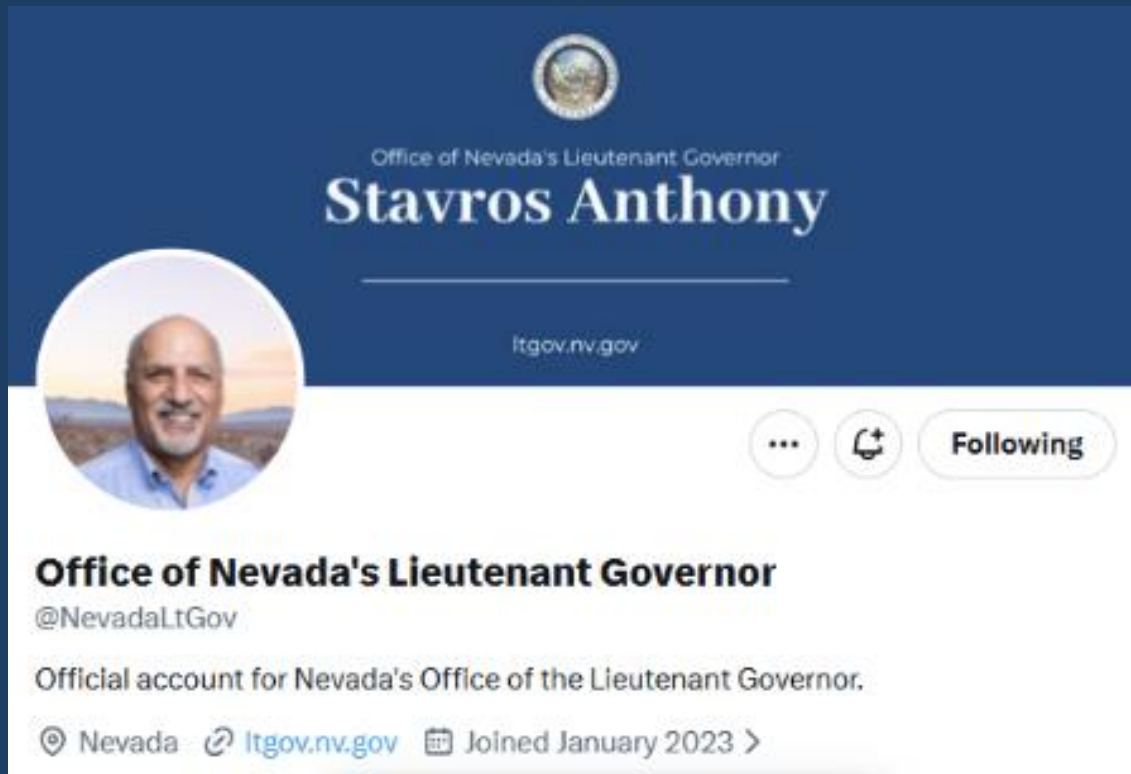 Office of Nevada's Lieutenant Governor
Stavros Anthony
ltgov.nv.gov
Following
Office of Nevada's Lieutenant Governor
@NevadaLtGov
Official account for Nevada's Office of the Lieutenant Governor.
Nevada ltgov.nv.gov Joined January 2023